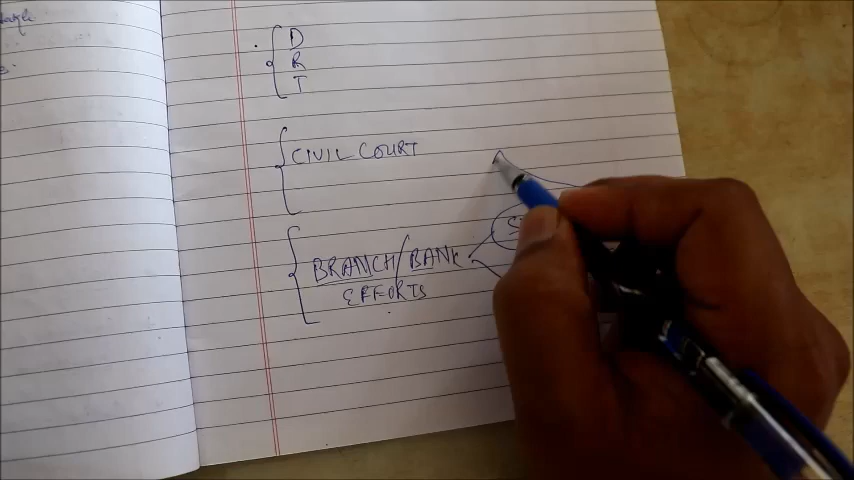 D
R
T
CIVIL COURT
BRANCH/BANK
EFFORTS